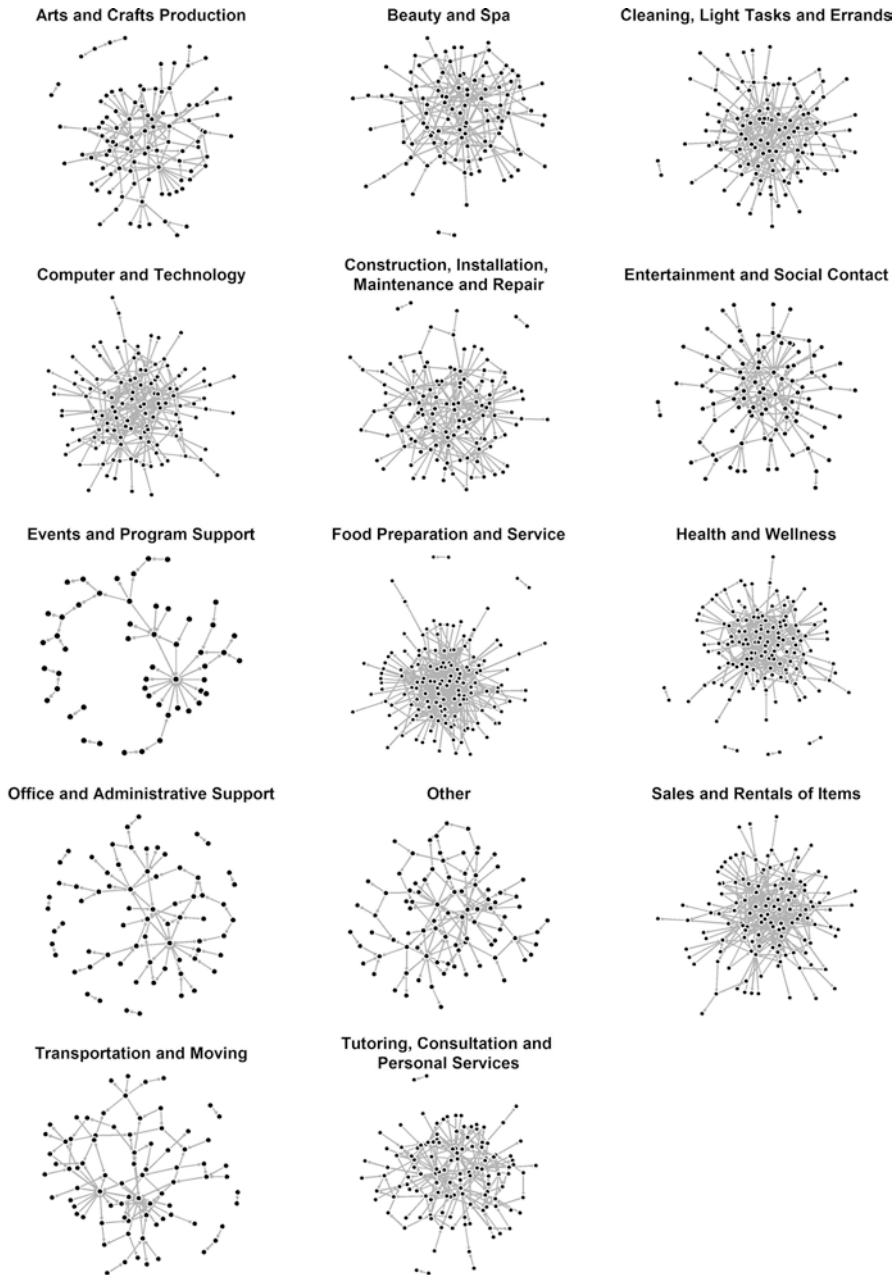 Arts and Crafts Production
Beauty and Spa
Cleaning, Light Tasks and Errands
Computer and Technology
Construction, Installation,
Maintenance and Repair
Entertainment and Social Contact
Events and Program Support
Food Preparation and Service
Health and Wellness
Office and Administrative Support
Other
Sales and Rentals of Items
Transportation and Moving
Tutoring, Consultation and
Personal Services